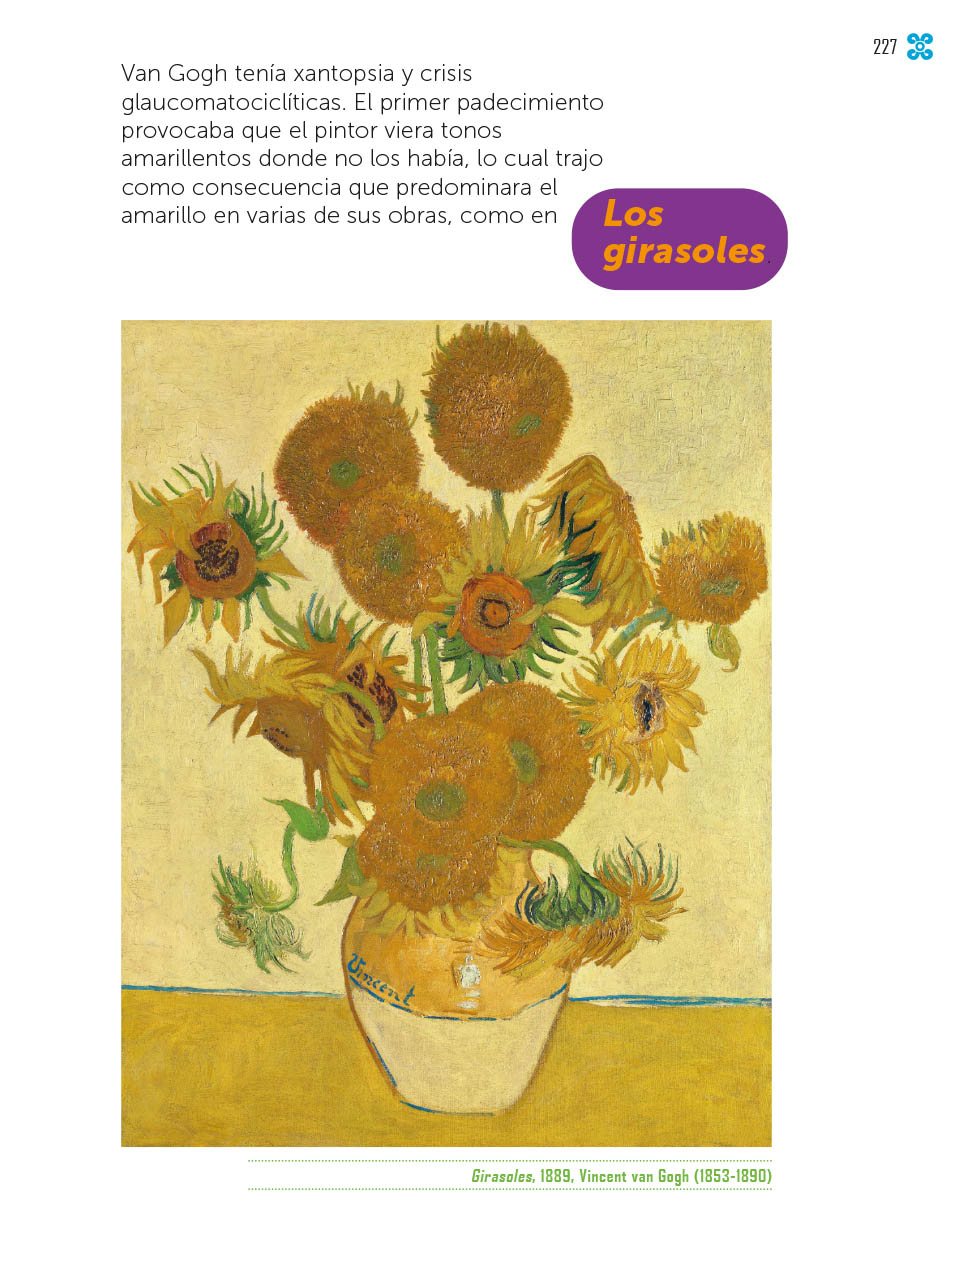 227
Van Gogh tenía xantopsia y crisis
glaucomatociclíticas. El primer padecimiento
provocaba que el pintor viera tonos
amarillentos donde no los había, lo cual trajo
como consecuencia que predominara el
amarillo en varias de sus obras, como en
Los
girasoles.
Vincent
Girasoles, 1889, Vincent van Gogh (1853-1890)